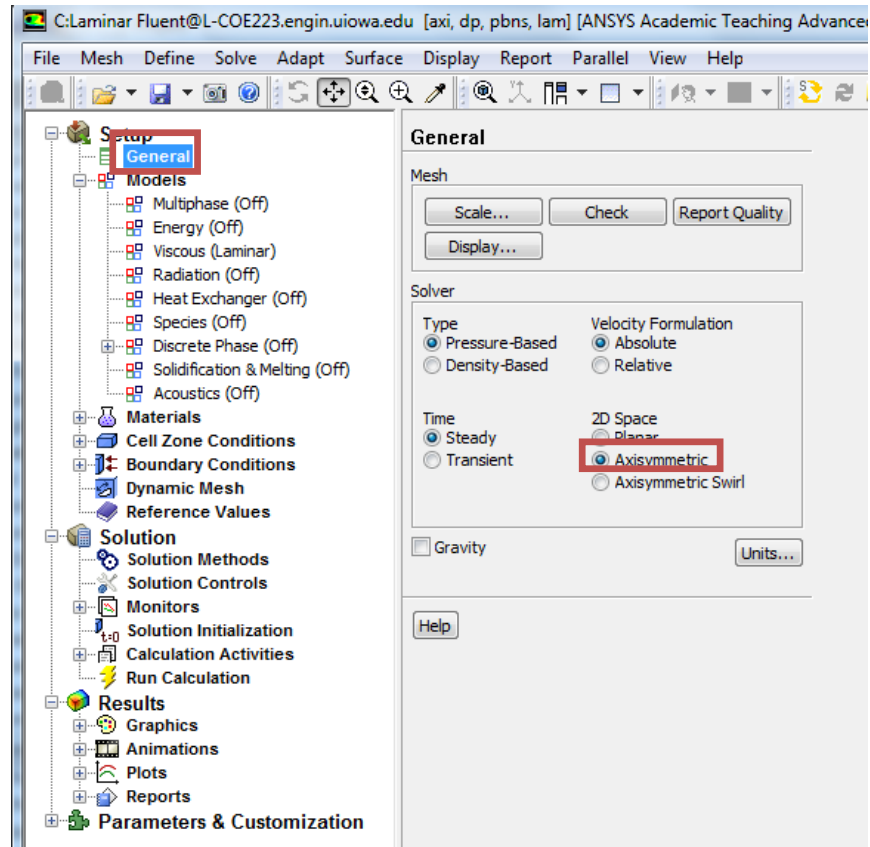 C:Laminar Fluent@L-COE223.engin.uiowa.edu [axi, dp, pbns, lam] [ANSYS Academic Teaching Advanced
File Mesh Define Solve Adapt Surface Display Report Parallel View Help
Setup
General
Models
Multiphase (Off)
Energy (Off)
Viscous (Laminar)
Radiation (Off)
Heat Exchanger (Off)
Species (Off)
Discrete Phase (Off)
Solidification & Melting (Off)
Acoustics (Off)
Materials
Cell Zone Conditions
Boundary Conditions
Dynamic Mesh
Reference Values
Solution
Solution Methods
Solution Controls
Monitors
t=0 Solution Initialization
Calculation Activities
Run Calculation
Results
Graphics
Animations
Plots
Reports
Parameters & Customization
General
Mesh
Scale... Check Report Quality
Display...
Solver
Type Velocity Formulation
Pressure-Based Absolute
Density-Based Relative
Time 2D Space
Steady Planar
Transient Axisymmetric
Axisymmetric Swirl
Gravity Units...
Help